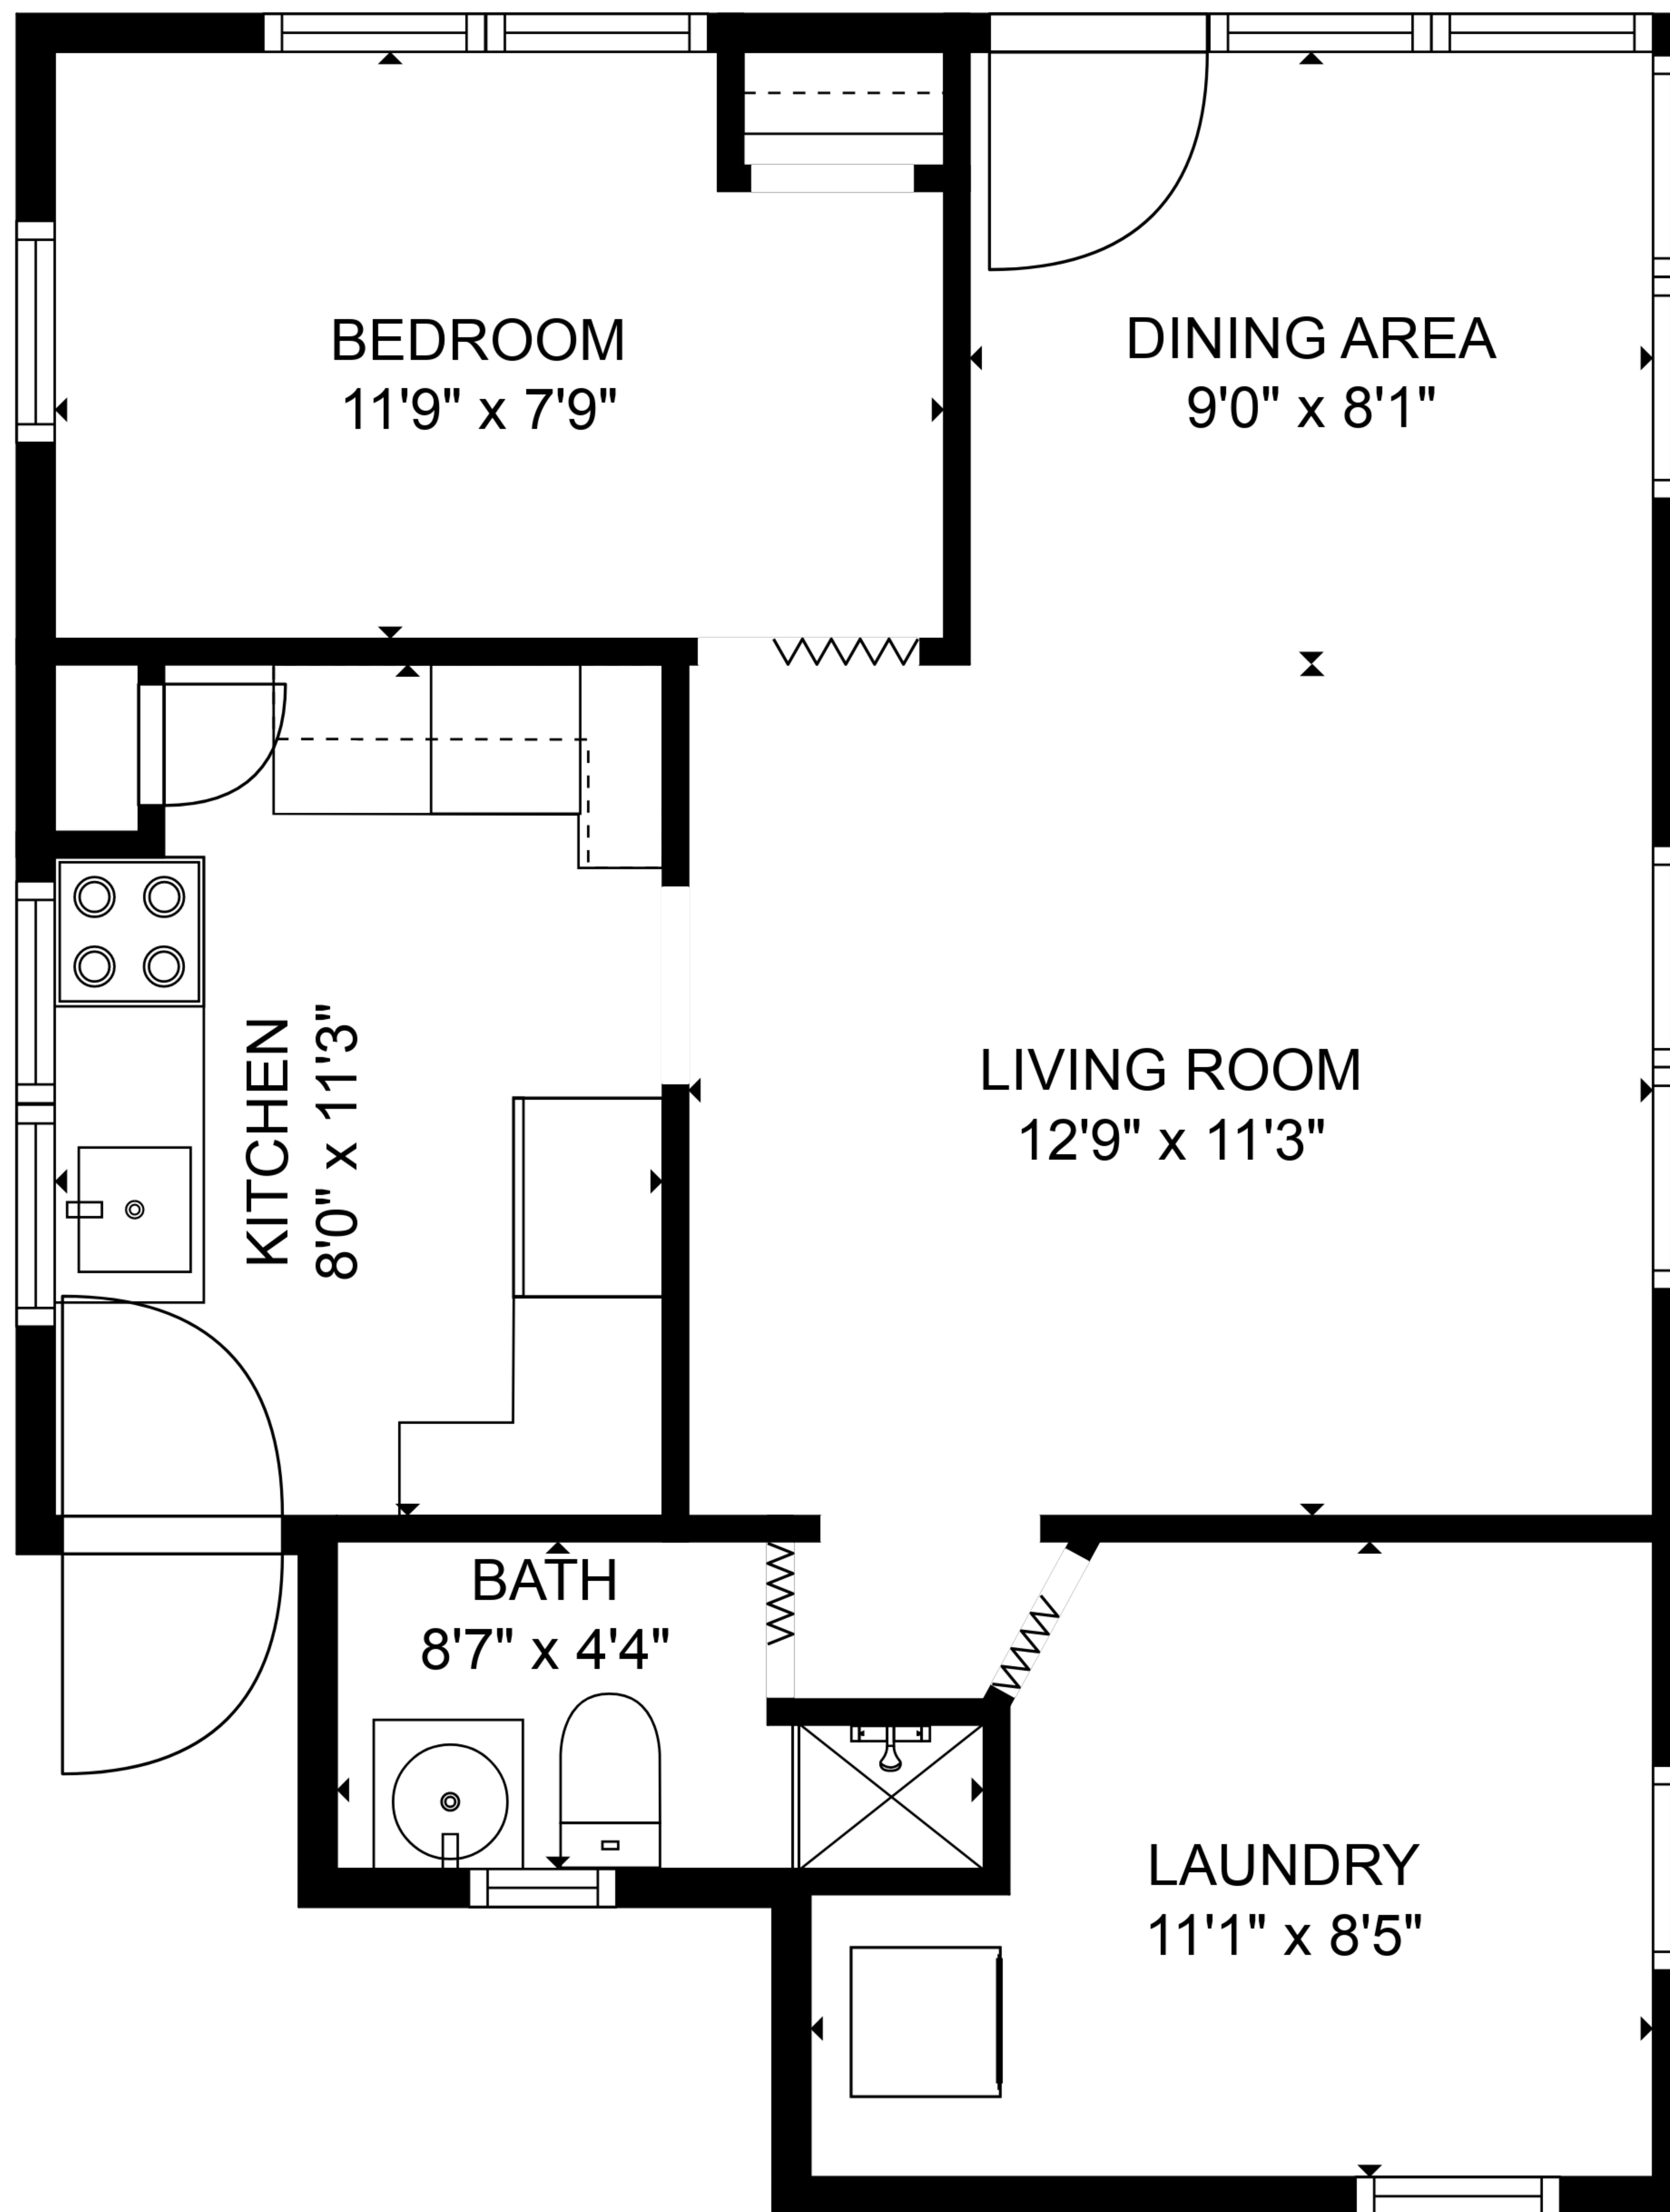 BEDROOM
11'9" x 7'9"
DINING AREA
9'0" x 8'1"
KITCHEN
8'0" x 11'3"
LIVING ROOM
12'9" x 11'3"
BATH
8'7" x 4'4"
LAUNDRY
11'1" x 8'5"